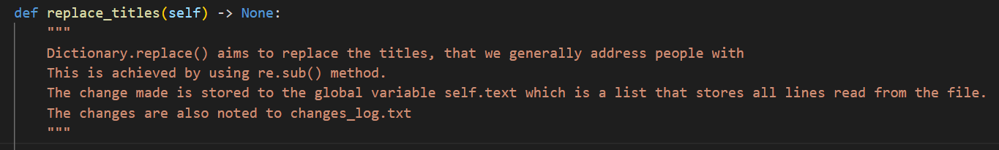 def replace_titles(self) -> None:
"""
Dictionary.replace() aims to replace the titles, that we generally address people with
This is achieved by using re.sub() method.
The change made is stored to the global variable self.text which is a list that stores all lines read from the file.
The changes are also noted to changes_log.txt
"""